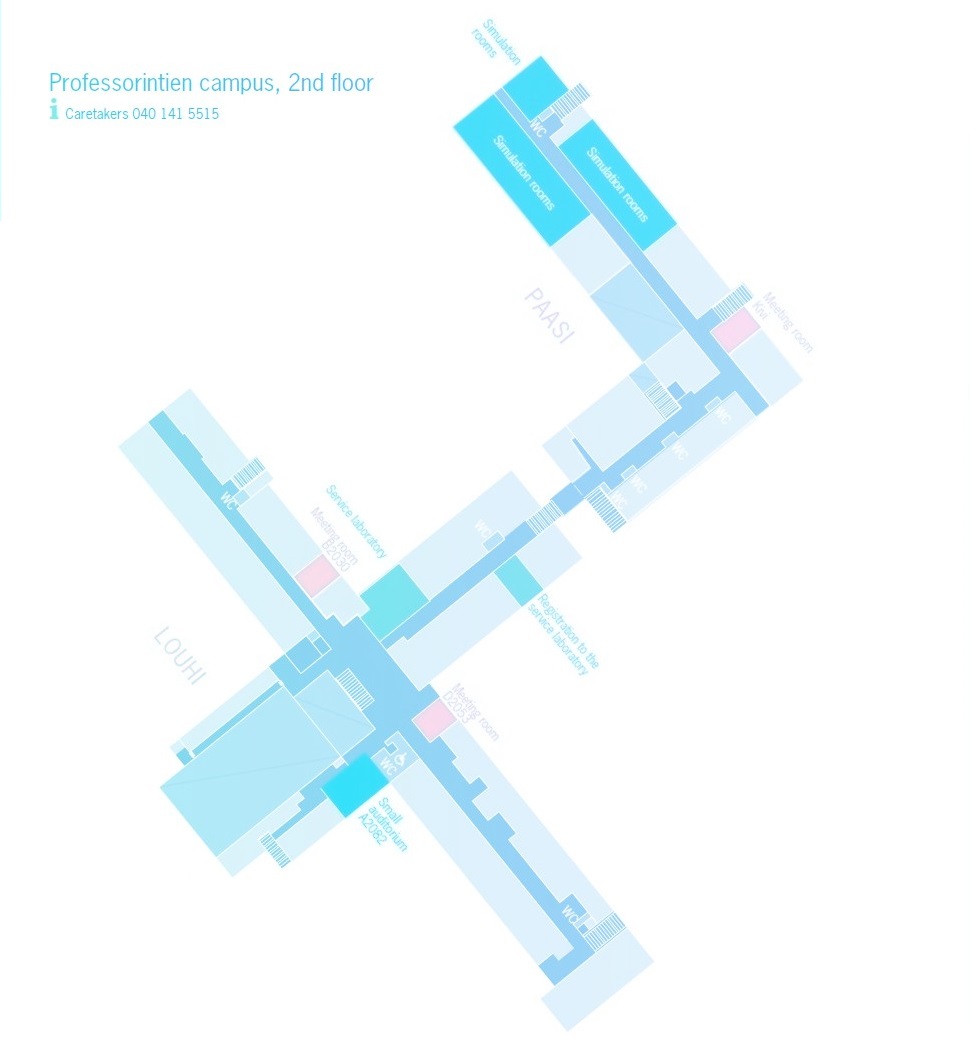 Professorintien campus, 2nd floor
i Caretakers 040 141 5515
Simulation
rooms
WC
Simulation rooms
Simulation rooms
PAASI
Meeting room
Kivi
WC
WC
WC
WC
WC
Service laboratory
Meeting room
B2030
WC
Registration to the
service laboratory
LOUHI
Meeting room
D2053
WC
Small
auditorium
A2082
WC